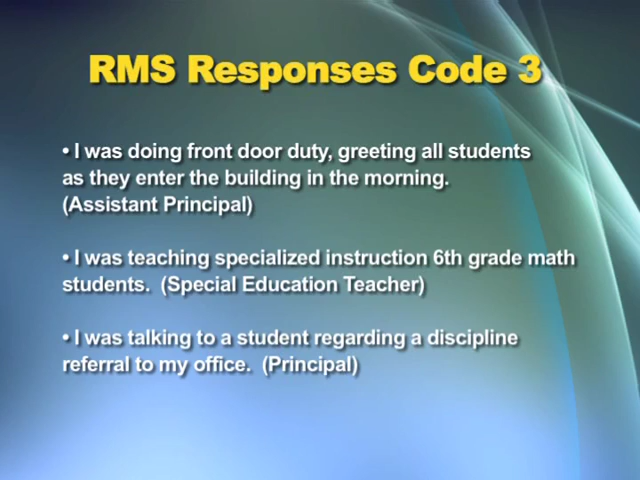 RMS Responses Code 3
• I was doing front door duty, greeting all students
as they enter the building in the morning.
(Assistant Principal)
• I was teaching specialized instruction 6th grade math
students.  (Special Education Teacher)
• I was talking to a student regarding a discipline
referral to my office.  (Principal)